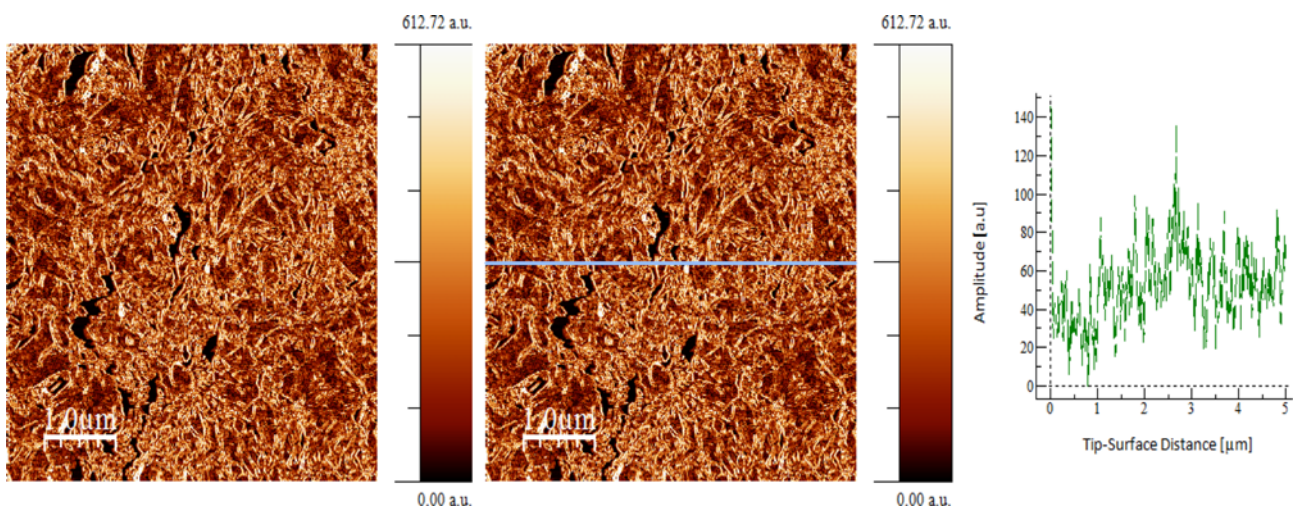 612.72 a.u.
612.72 a.u.
1.0μm
1.0μm
0.00 a.u.
0.00 a.u.
Amplitude [a.u]
140
120
100
80
60
40
20
0
0 1 2 3 4 5
Tip-Surface Distance [μm]